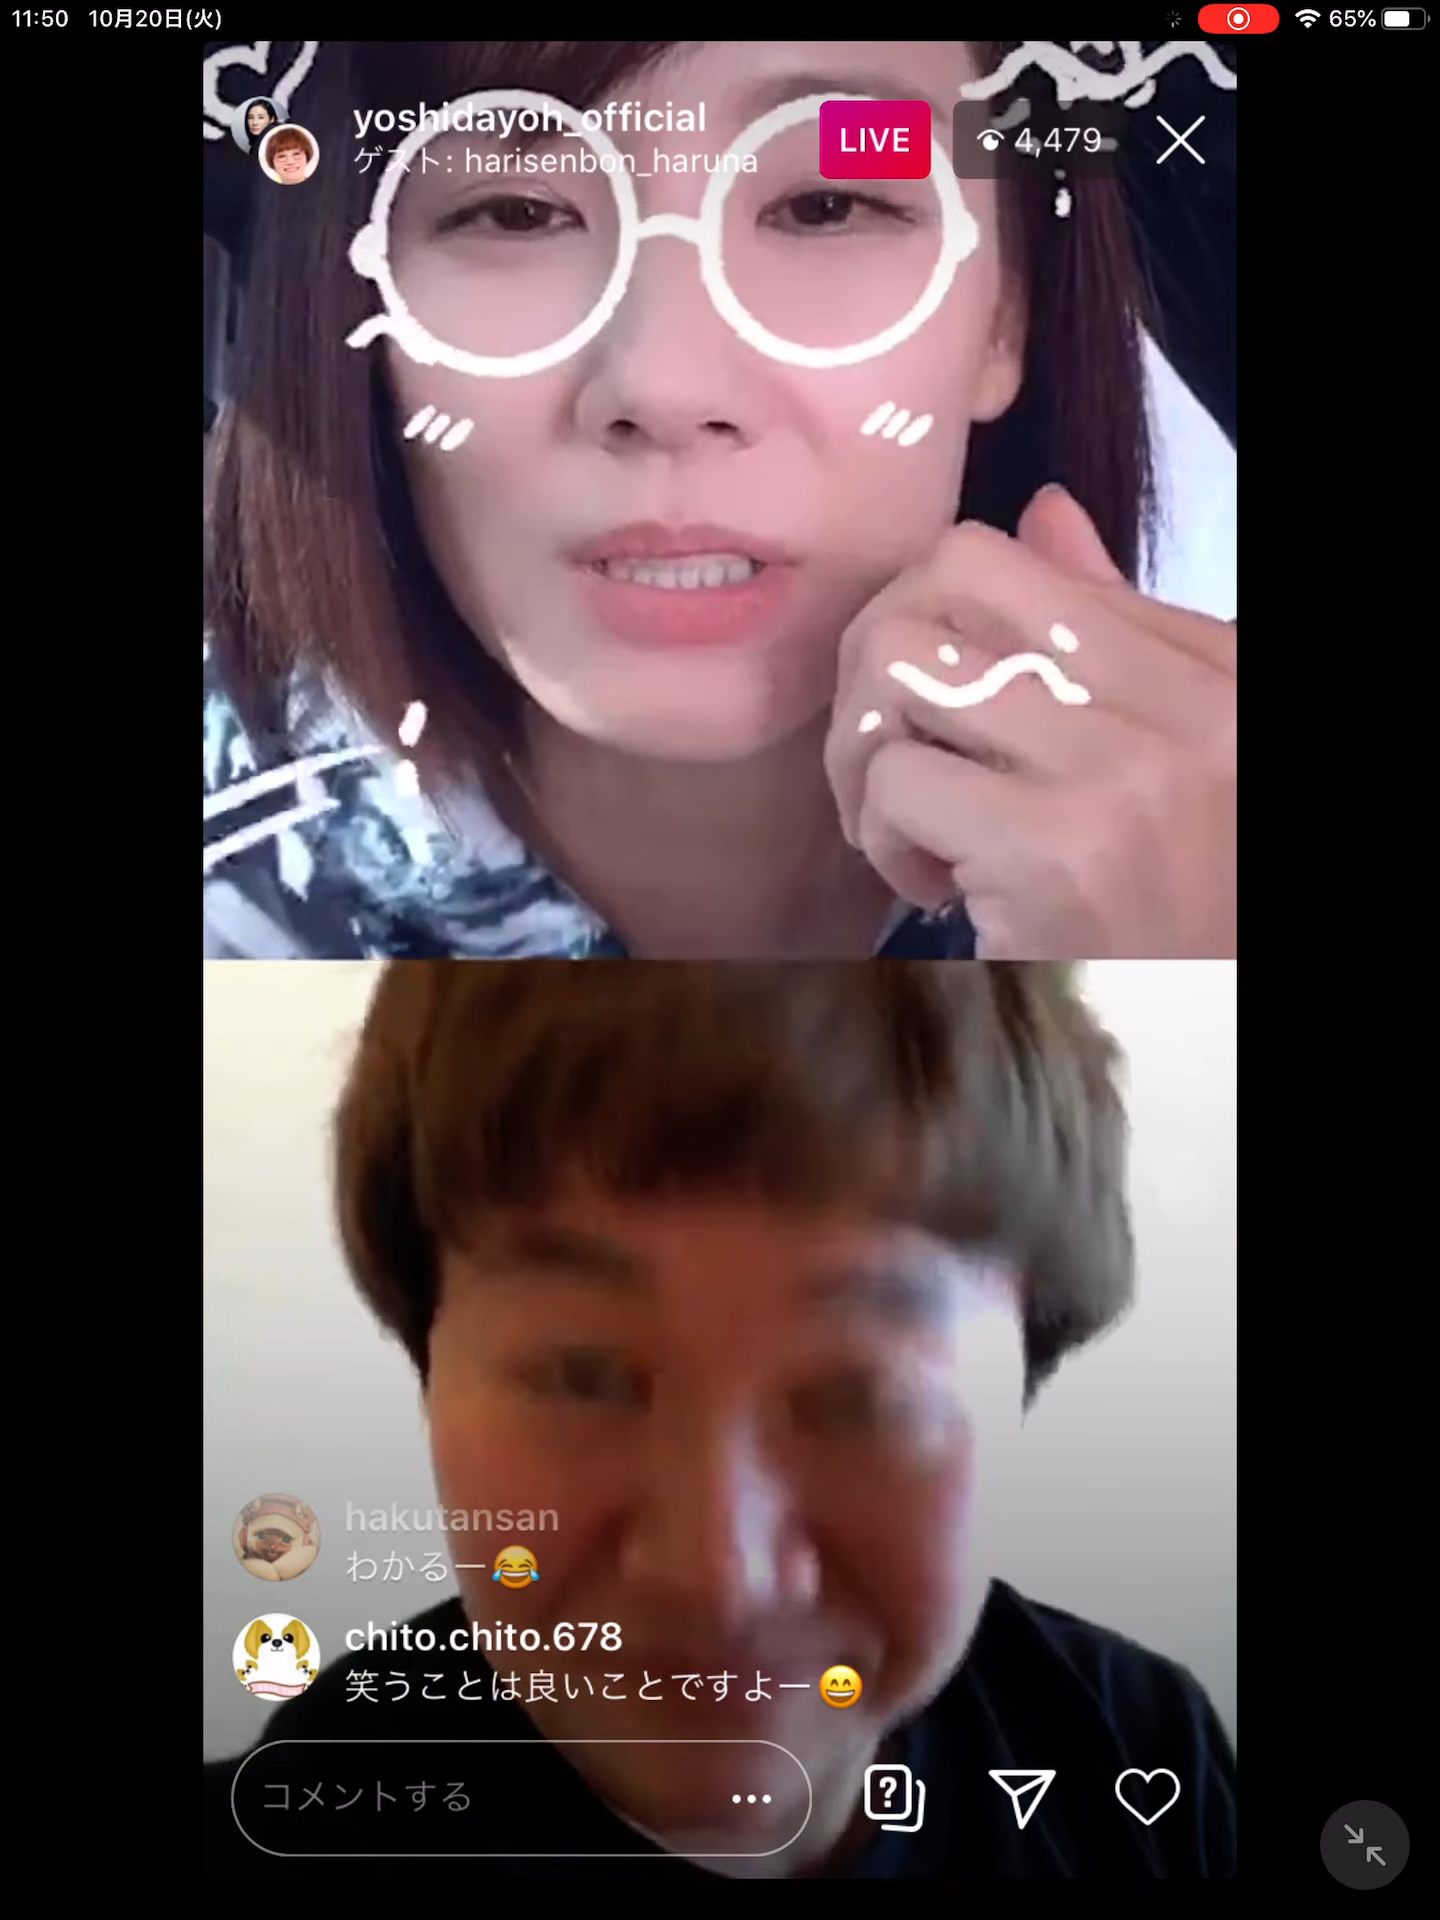 11:50 10月20日(火)
65%
yoshidayoh_official
ゲスト: harisenbon_haruna
LIVE
4,479
hakutansan
わかるー😂
chito.chito.678
笑うことは良いことですよー😄
コメントする